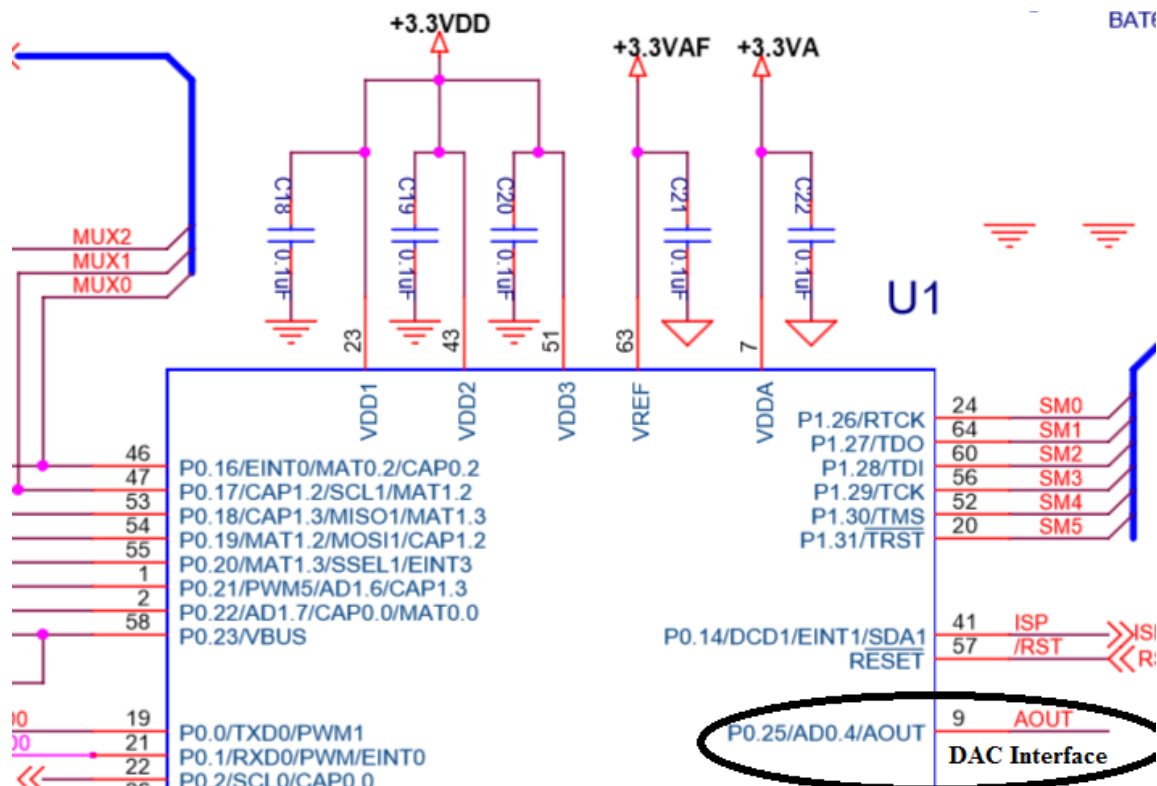 +3.3VDD
+3.3VAF
+3.3VA
C18
0.1uF
C19
0.1uF
C20
0.1uF
C21
0.1uF
C22
0.1uF
MUX2
MUX1
MUX0
U1
23
43
51
63
7
VDD1
VDD2
VDD3
VREF
VDDA
46 P0.16/EINT0/MAT0.2/CAP0.2
47 P0.17/CAP1.2/SCL1/MAT1.2
53 P0.18/CAP1.3/MISO1/MAT1.3
54 P0.19/MAT1.2/MOSI1/CAP1.2
55 P0.20/MAT1.3/SSEL1/EINT3
1 P0.21/PWM5/AD1.6/CAP1.3
2 P0.22/AD1.7/CAP0.0/MAT0.0
58 P0.23/VBUS
19 P0.0/TXD0/PWM1
21 P0.1/RXD0/PWM/EINT0
22 P0.2/SCL0/CAP0.0
P1.26/RTCK 24 SM0
P1.27/TDO 64 SM1
P1.28/TDI 60 SM2
P1.29/TCK 56 SM3
P1.30/TMS 52 SM4
P1.31/TRST 20 SM5
P0.14/DCD1/EINT1/SDA1 41 ISP
RESET 57 /RST
P0.25/AD0.4/AOUT 9 AOUT
DAC Interface